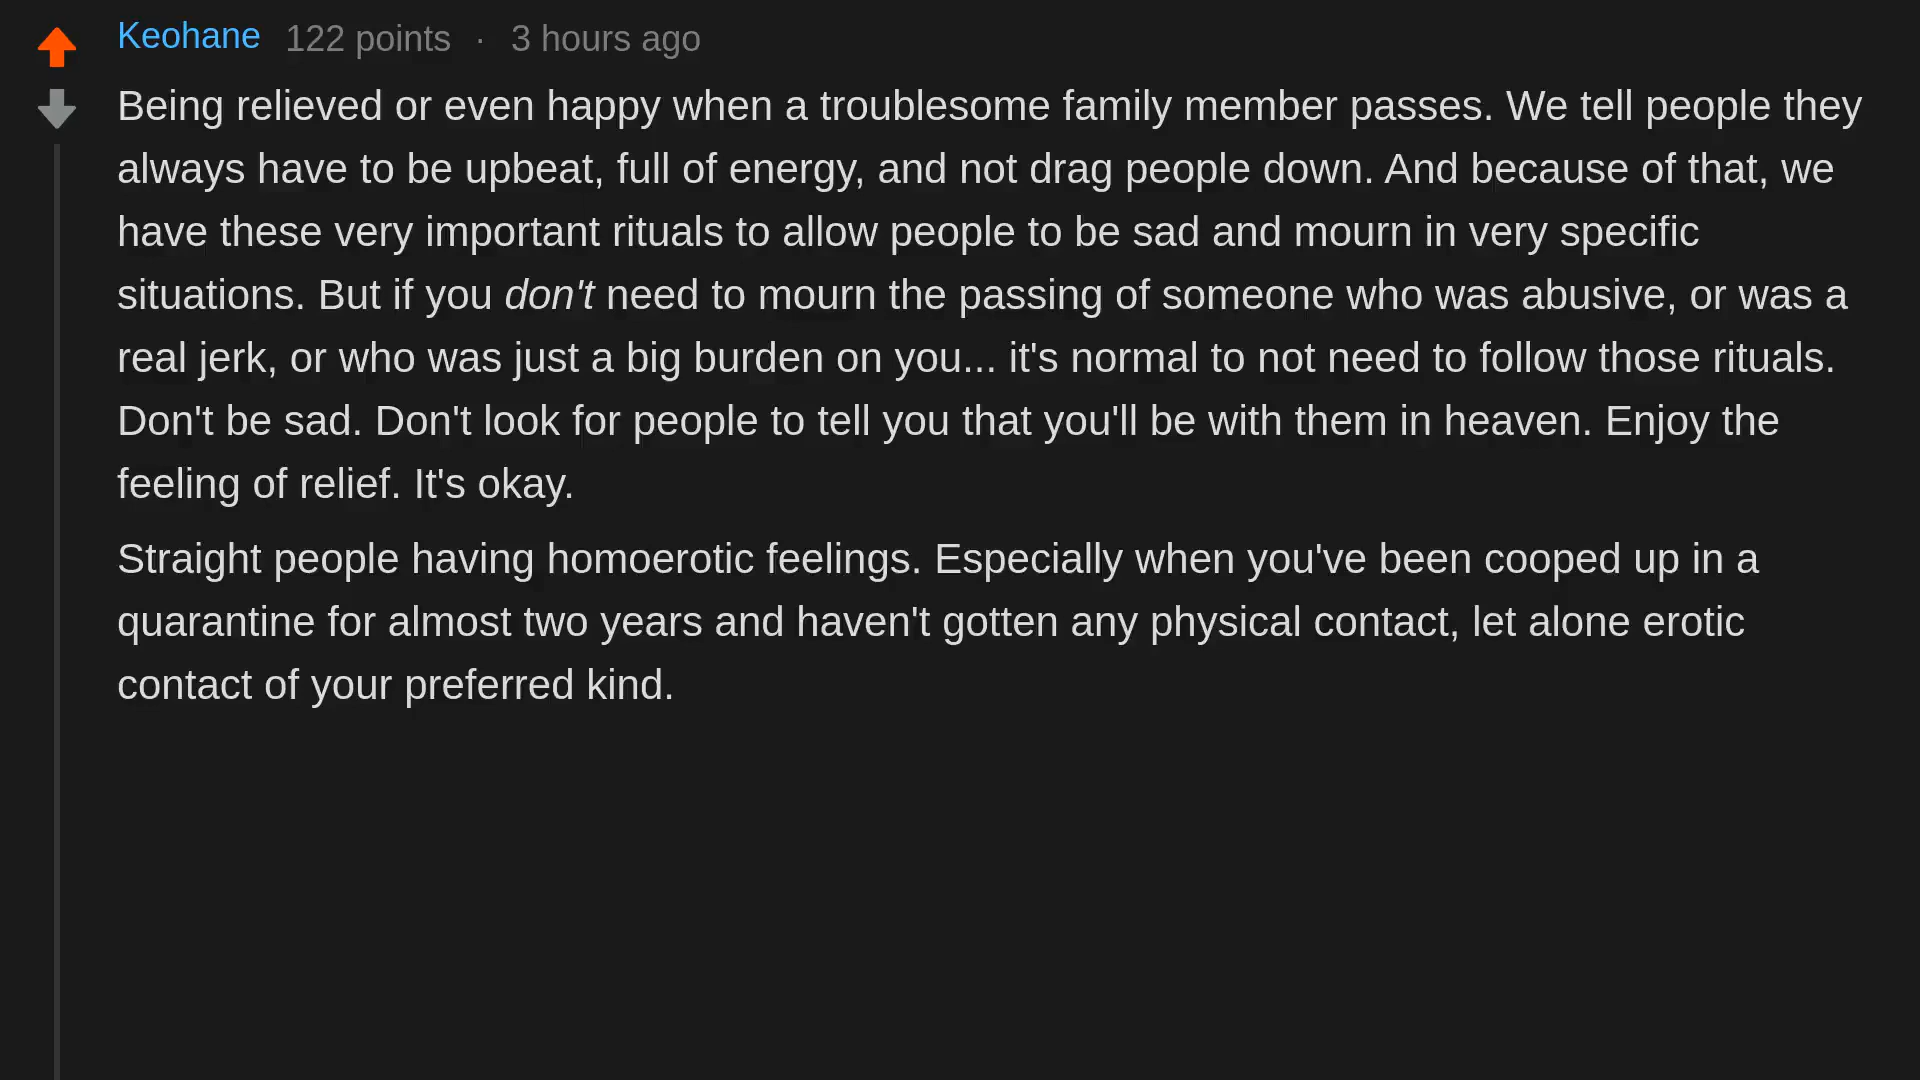 Keohane 122 points · 3 hours ago
Being relieved or even happy when a troublesome family member passes. We tell people they
always have to be upbeat, full of energy, and not drag people down. And because of that, we
have these very important rituals to allow people to be sad and mourn in very specific
situations. But if you don't need to mourn the passing of someone who was abusive, or was a
real jerk, or who was just a big burden on you... it's normal to not need to follow those rituals.
Don't be sad. Don't look for people to tell you that you'll be with them in heaven. Enjoy the
feeling of relief. It's okay.
Straight people having homoerotic feelings. Especially when you've been cooped up in a
quarantine for almost two years and haven't gotten any physical contact, let alone erotic
contact of your preferred kind.